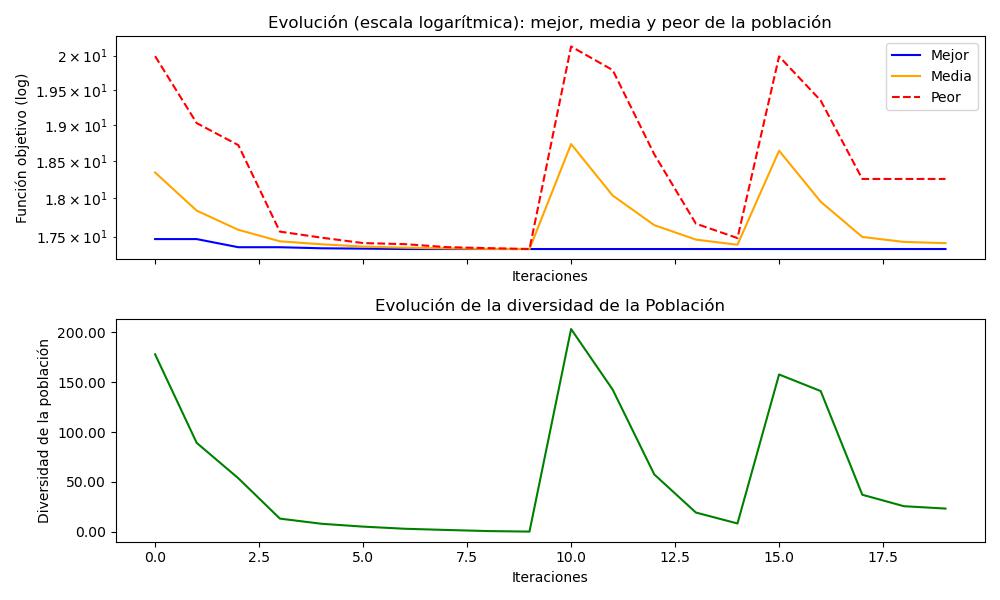 Evolución (escala logarítmica): mejor, media y peor de la población
Función objetivo (log)
2 × 10¹
1.95 × 10¹
1.9 × 10¹
1.85 × 10¹
1.8 × 10¹
1.75 × 10¹
Mejor
Media
Peor
Iteraciones
Evolución de la diversidad de la Población
Diversidad de la población
200.00
150.00
100.00
50.00
0.00
0.0 2.5 5.0 7.5 10.0 12.5 15.0 17.5
Iteraciones